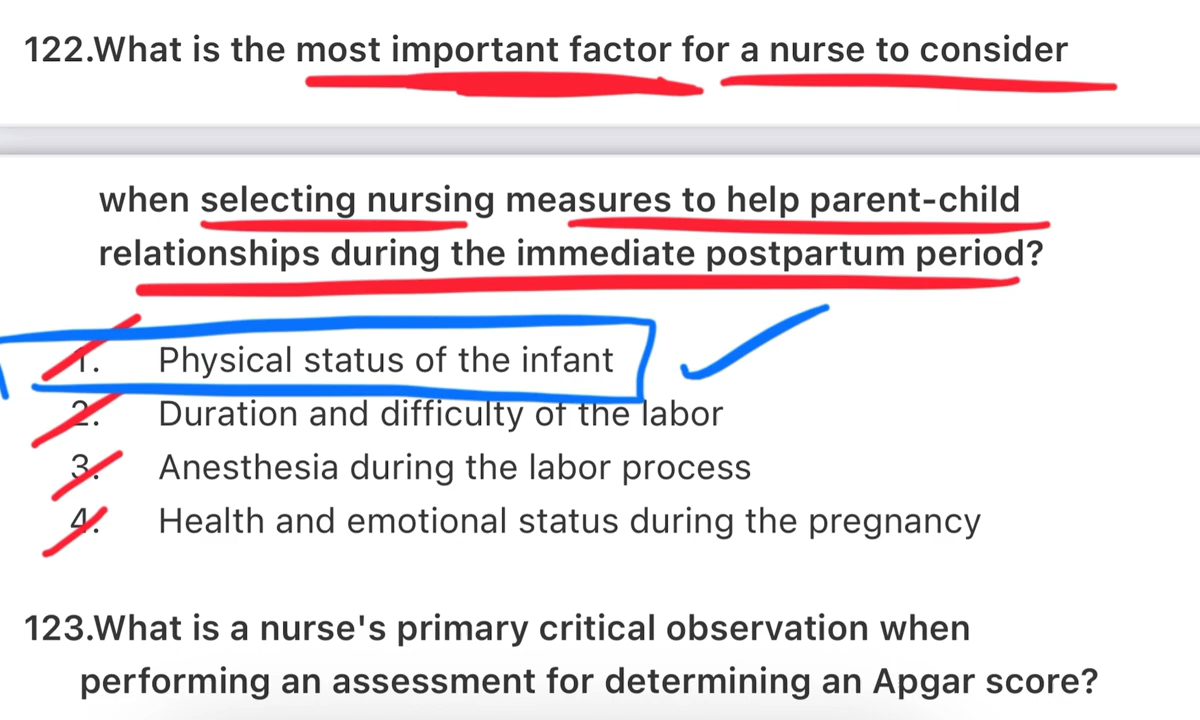 122.What is the most important factor for a nurse to consider
when selecting nursing measures to help parent-child
relationships during the immediate postpartum period?
1. Physical status of the infant
2. Duration and difficulty of the labor
3. Anesthesia during the labor process
4. Health and emotional status during the pregnancy
123.What is a nurse's primary critical observation when
performing an assessment for determining an Apgar score?